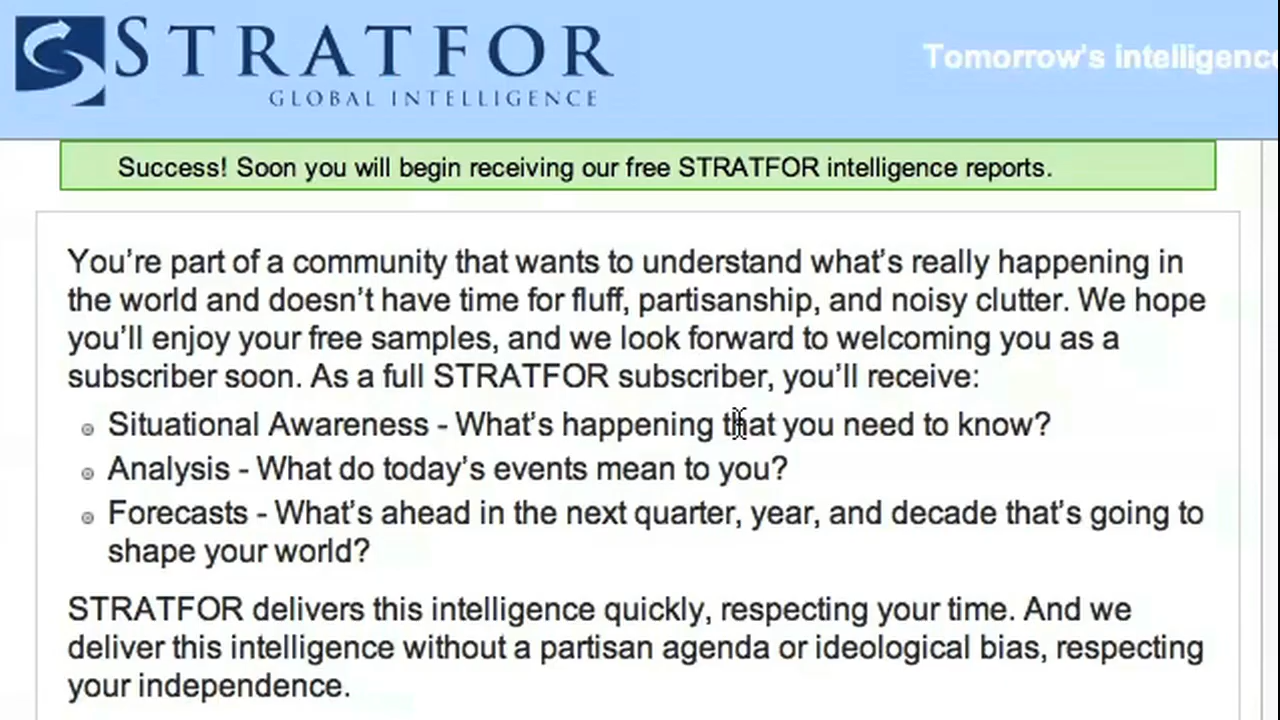 STRATFOR
GLOBAL INTELLIGENCE
Tomorrow's intelligence
Success! Soon you will begin receiving our free STRATFOR intelligence reports.
You’re part of a community that wants to understand what’s really happening in
the world and doesn’t have time for fluff, partisanship, and noisy clutter. We hope
you’ll enjoy your free samples, and we look forward to welcoming you as a
subscriber soon. As a full STRATFOR subscriber, you’ll receive:
Situational Awareness - What’s happening that you need to know?
Analysis - What do today’s events mean to you?
Forecasts - What’s ahead in the next quarter, year, and decade that’s going to
shape your world?
STRATFOR delivers this intelligence quickly, respecting your time. And we
deliver this intelligence without a partisan agenda or ideological bias, respecting
your independence.